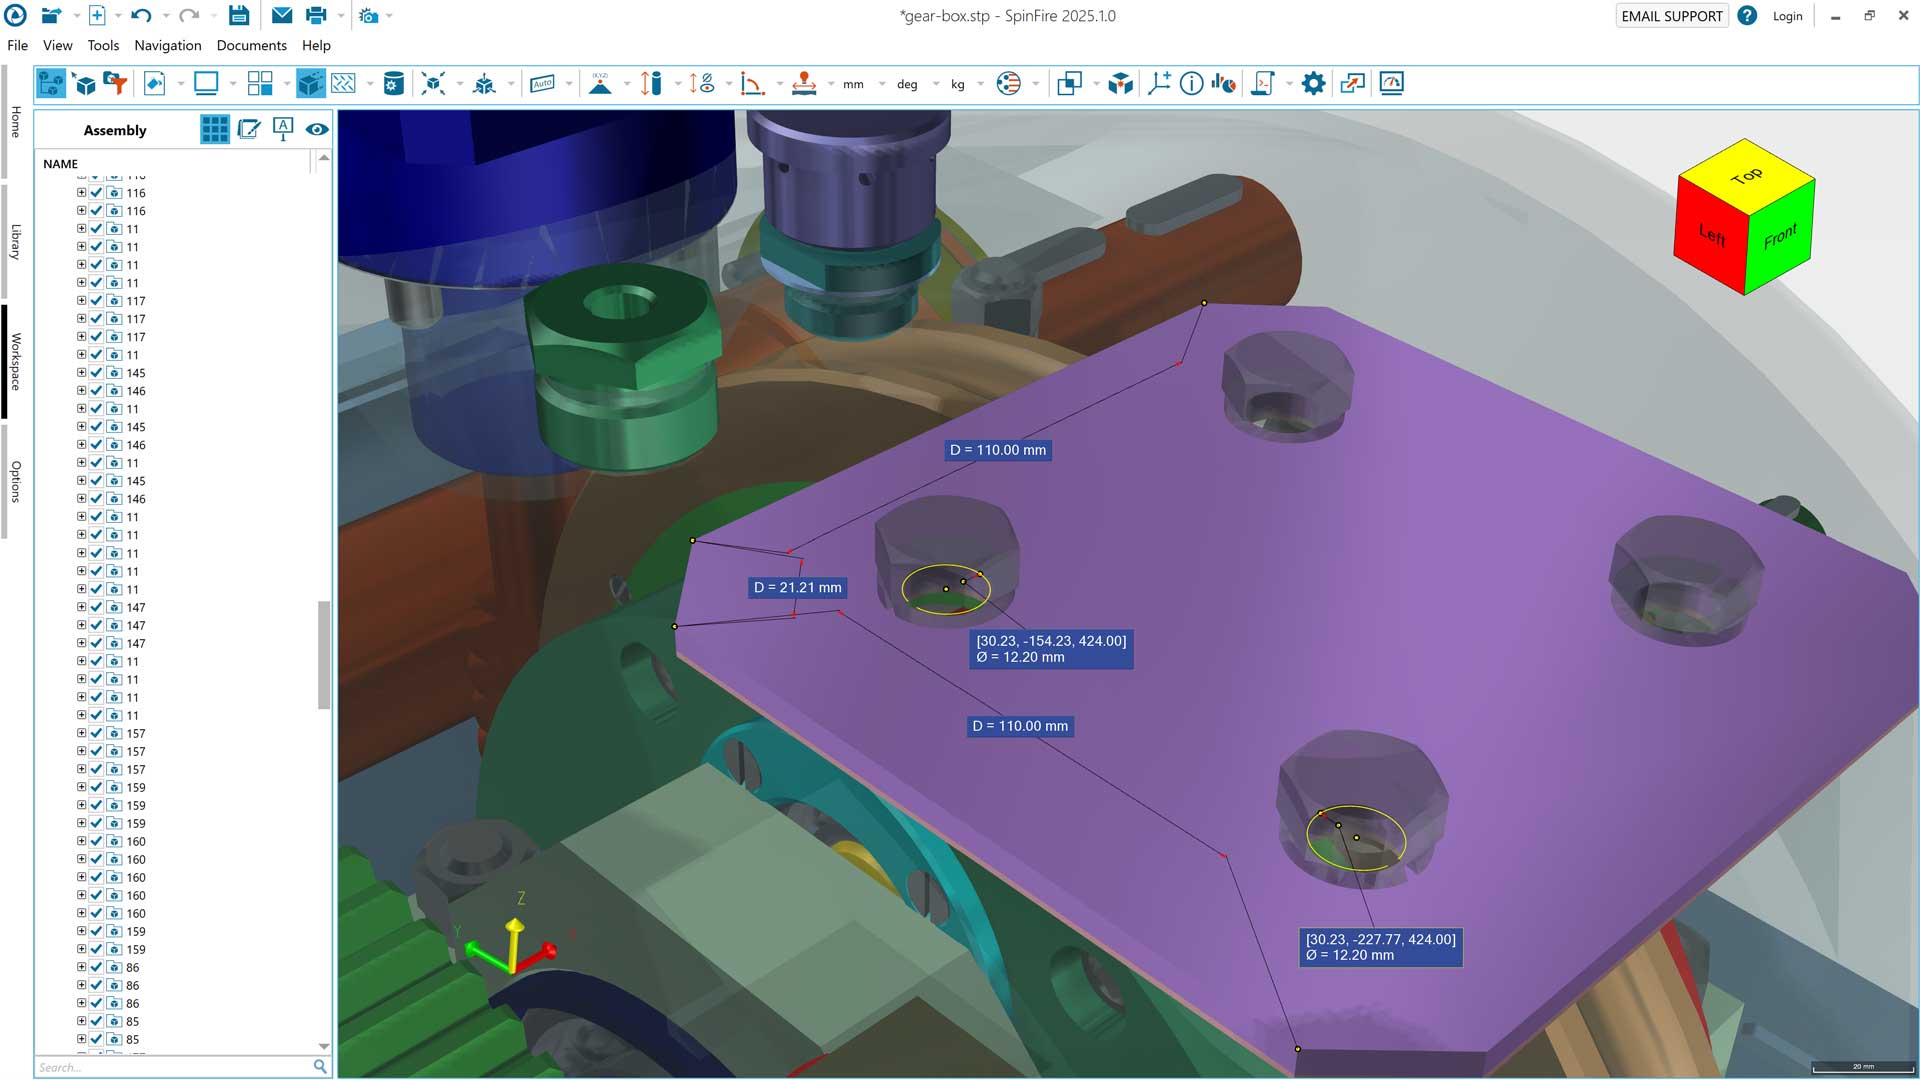 *gear-box.stp - SpinFire 2025.1.0
EMAIL SUPPORT
?
Login
File
View
Tools
Navigation
Documents
Help
Auto
(X,Y,Z)
mm
deg
kg
Home
Library
Workspace
Options
Assembly
NAME
116
116
11
11
11
11
117
117
117
11
145
146
11
145
146
11
145
146
11
11
11
11
11
147
147
147
11
11
11
11
157
157
157
159
159
159
160
160
160
160
160
159
159
86
86
86
85
85
Search...
Top
Left
Front
D = 110.00 mm
D = 21.21 mm
[30.23, -154.23, 424.00]
Ø = 12.20 mm
D = 110.00 mm
[30.23, -227.77, 424.00]
Ø = 12.20 mm
Z
Y
X
20 mm